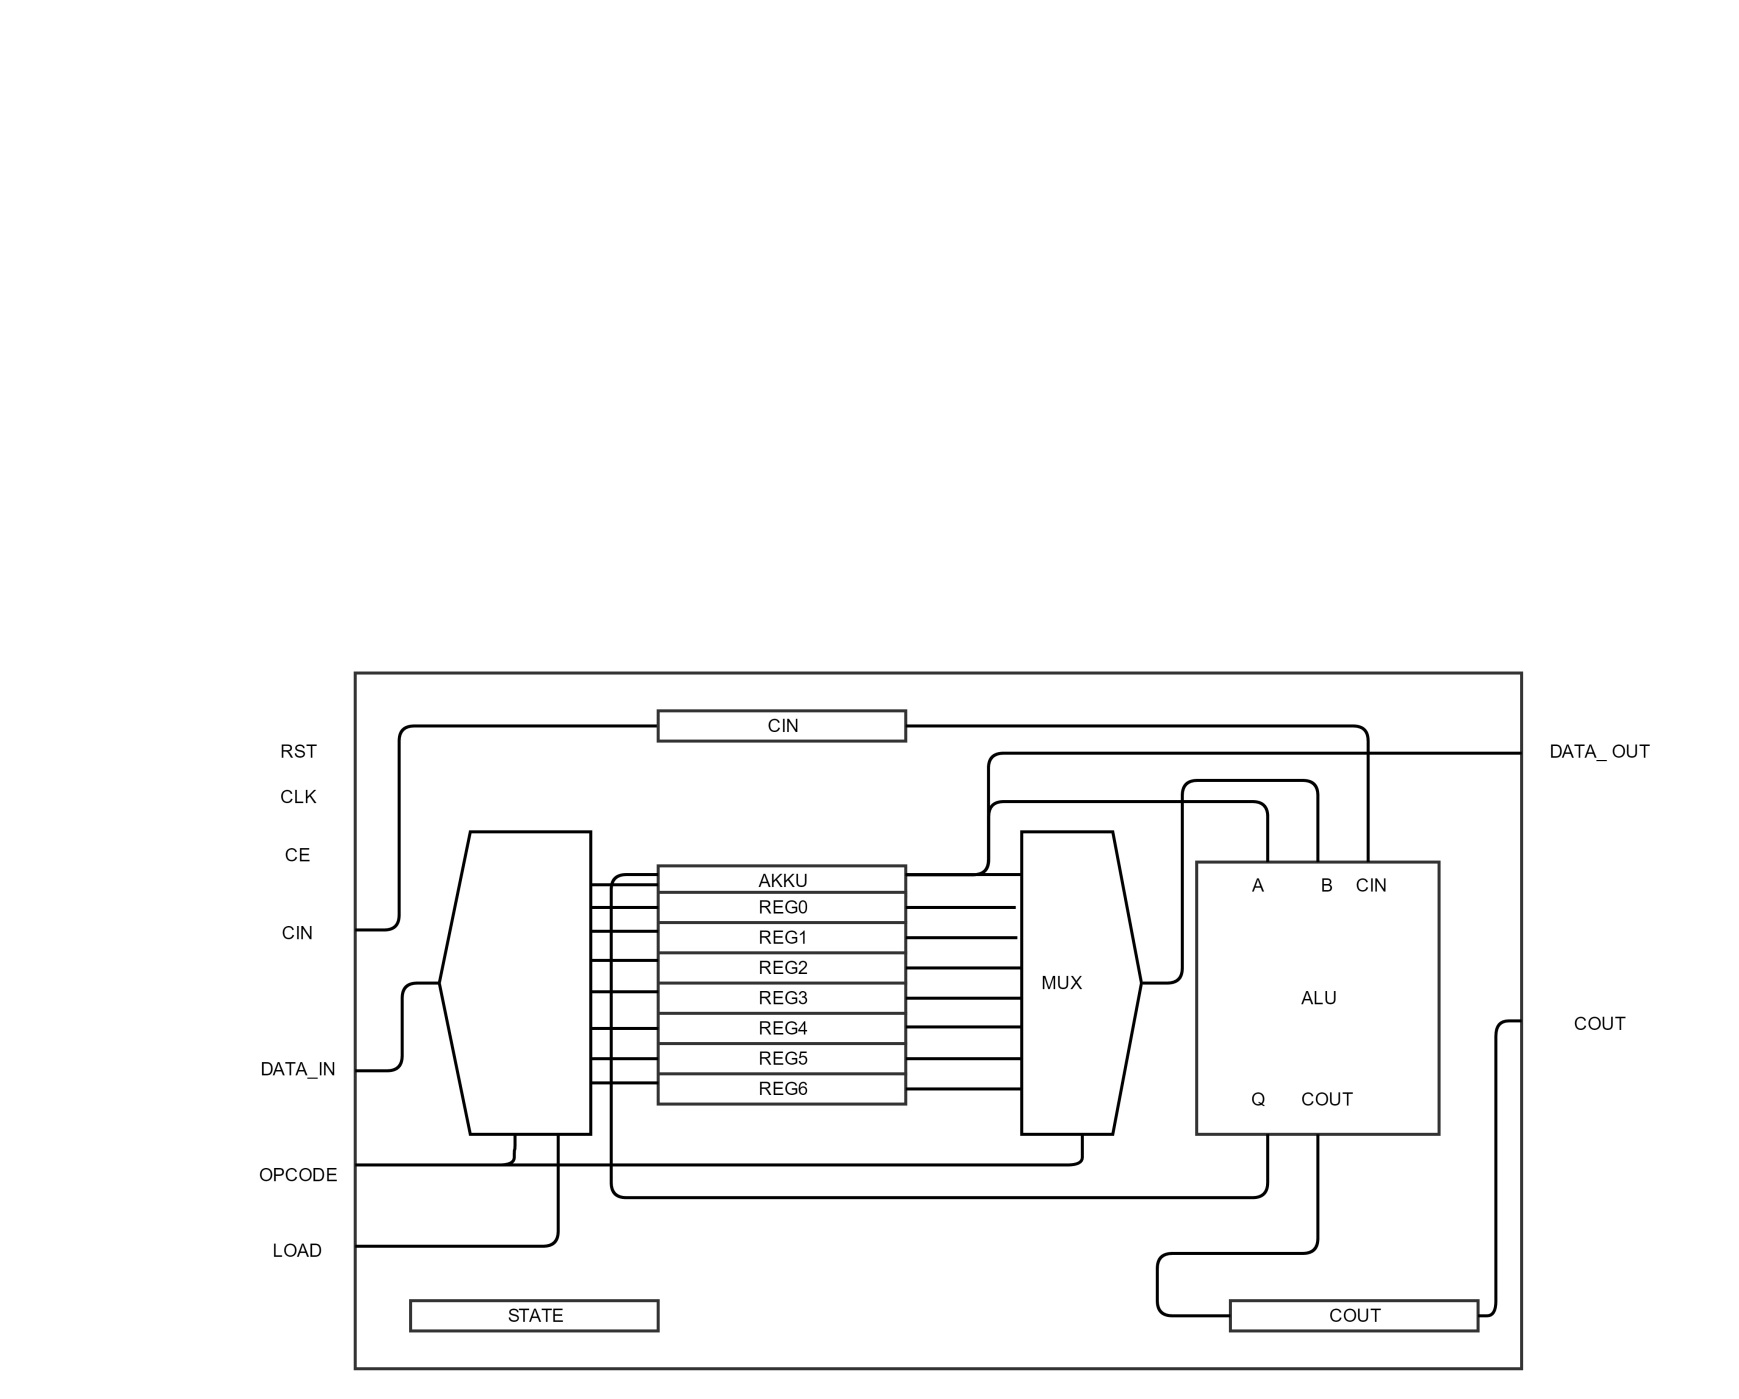 CIN
RST
DATA_ OUT
CLK
CE
AKKU
A
B
CIN
REG0
CIN
REG1
REG2
MUX
REG3
ALU
COUT
REG4
REG5
DATA_IN
REG6
Q
COUT
OPCODE
LOAD
STATE
COUT